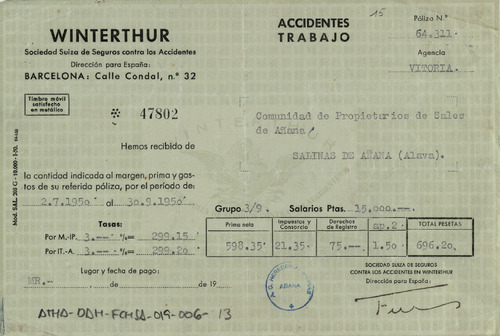 15
WINTERTHUR
Sociedad Suiza de Seguros contra los Accidentes
Dirección para España:
BARCELONA: Calle Condal, n.º 32
ACCIDENTES
TRABAJO
Póliza N.º
64.311.
Agencia
VITORIA.
Timbre móvil
satisfecho
en metálico
47802
Comunidad de Propietarios de Sales
de Añana
SALINAS DE AÑANA (Alava).
Hemos recibido de
la cantidad indicada al margen, prima y gastos de su referida póliza, por el período de:
2.7.1950 al 30.9.1950
Grupo 3/9. Salarios Ptas. 15.000.--
Tasas:
Por M.-IP. 3.-- % = 299.15
Por IT.-A. 3.-- % = 299.20
Prima neta
Impuestos y Consorcio
Derechos de Registro
sp.2
TOTAL PESETAS
598.35 21.35 75.-- 1.50 696.20
Lugar y fecha de pago:
de de 19
SOCIEDAD SUIZA DE SEGUROS
CONTRA LOS ACCIDENTES EN WINTERTHUR
Dirección para España:
AÑANA
ATHA-DAH-FCHSA-019-006-13